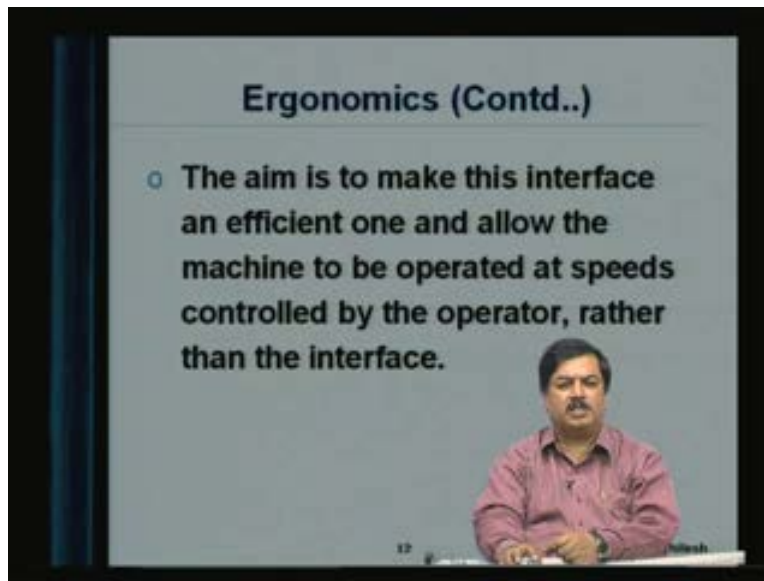 Ergonomics (Contd..)
o The aim is to make this interface
an efficient one and allow the
machine to be operated at speeds
controlled by the operator, rather
than the interface.
12